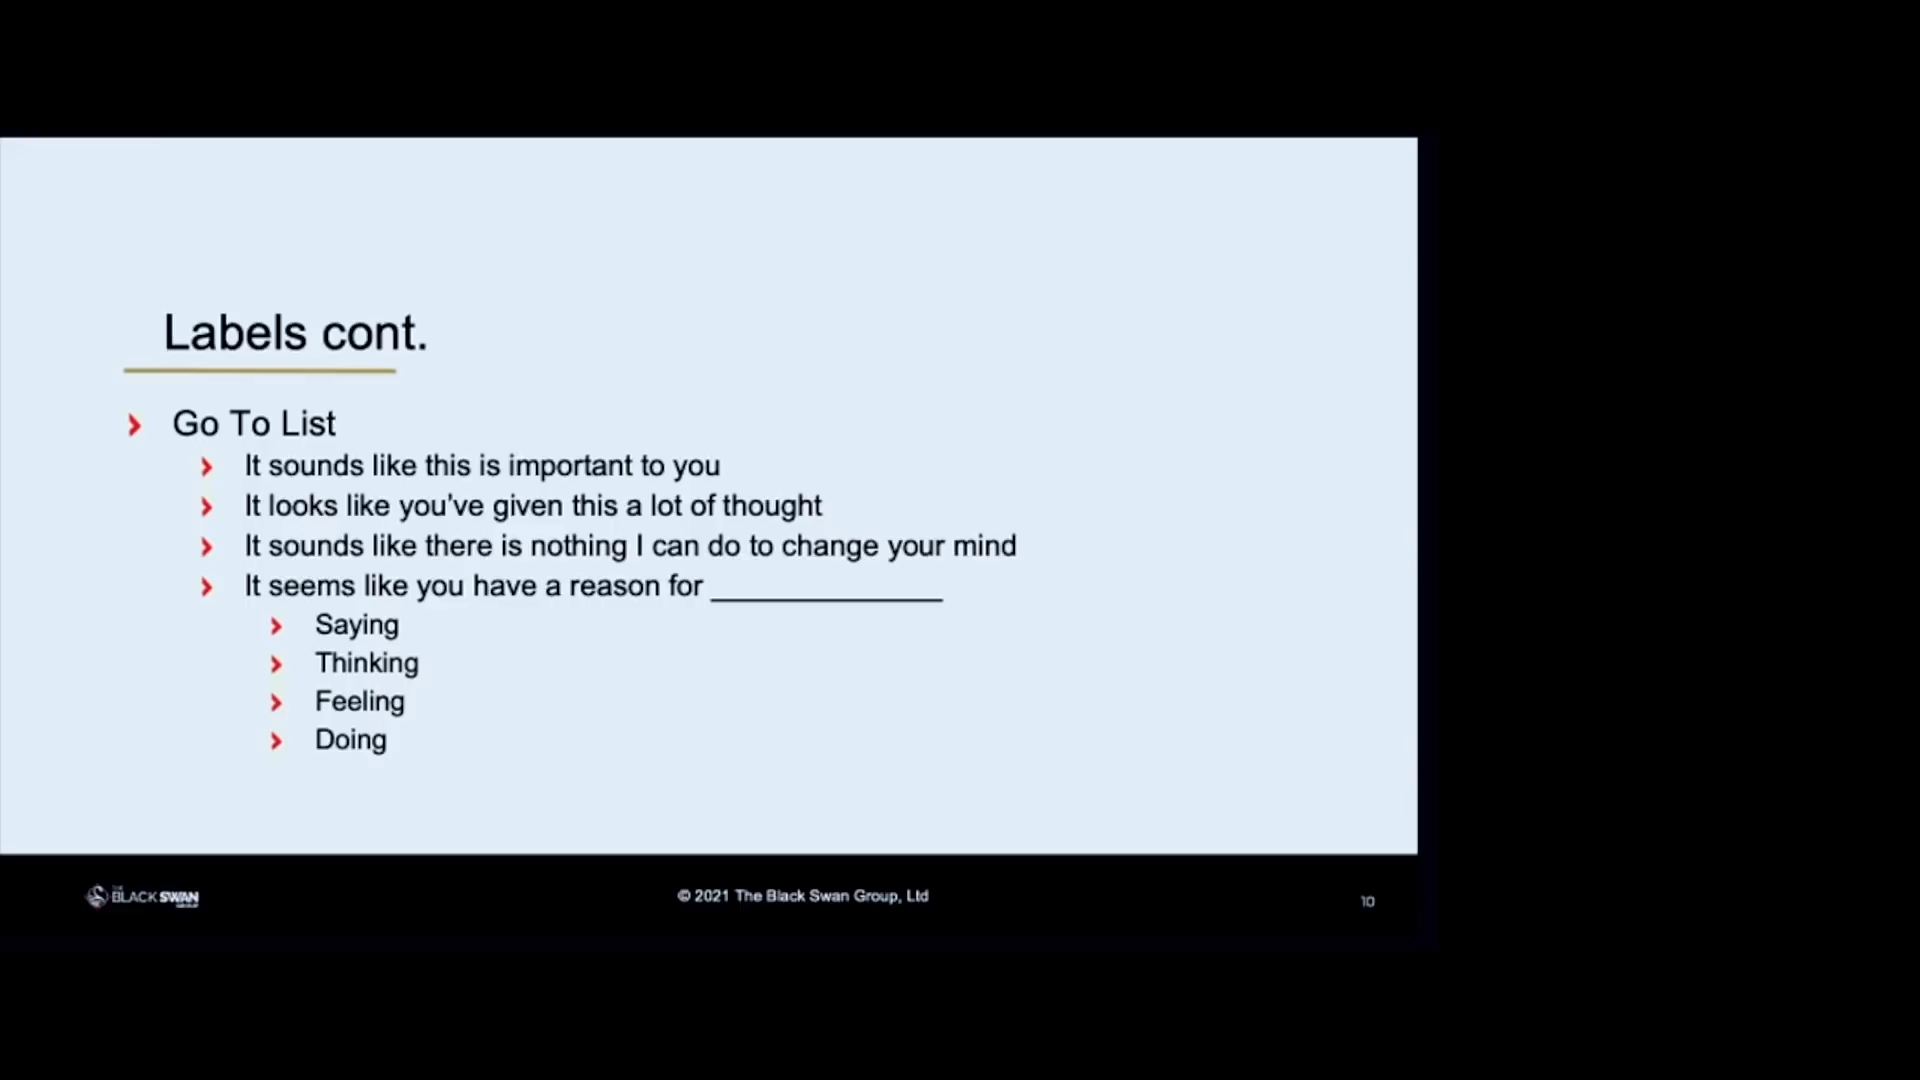 Labels cont.
Go To List
It sounds like this is important to you
It looks like you've given this a lot of thought
It sounds like there is nothing I can do to change your mind
It seems like you have a reason for _______________
Saying
Thinking
Feeling
Doing
THE
BLACK SWAN
GROUP
© 2021 The Black Swan Group, Ltd
10